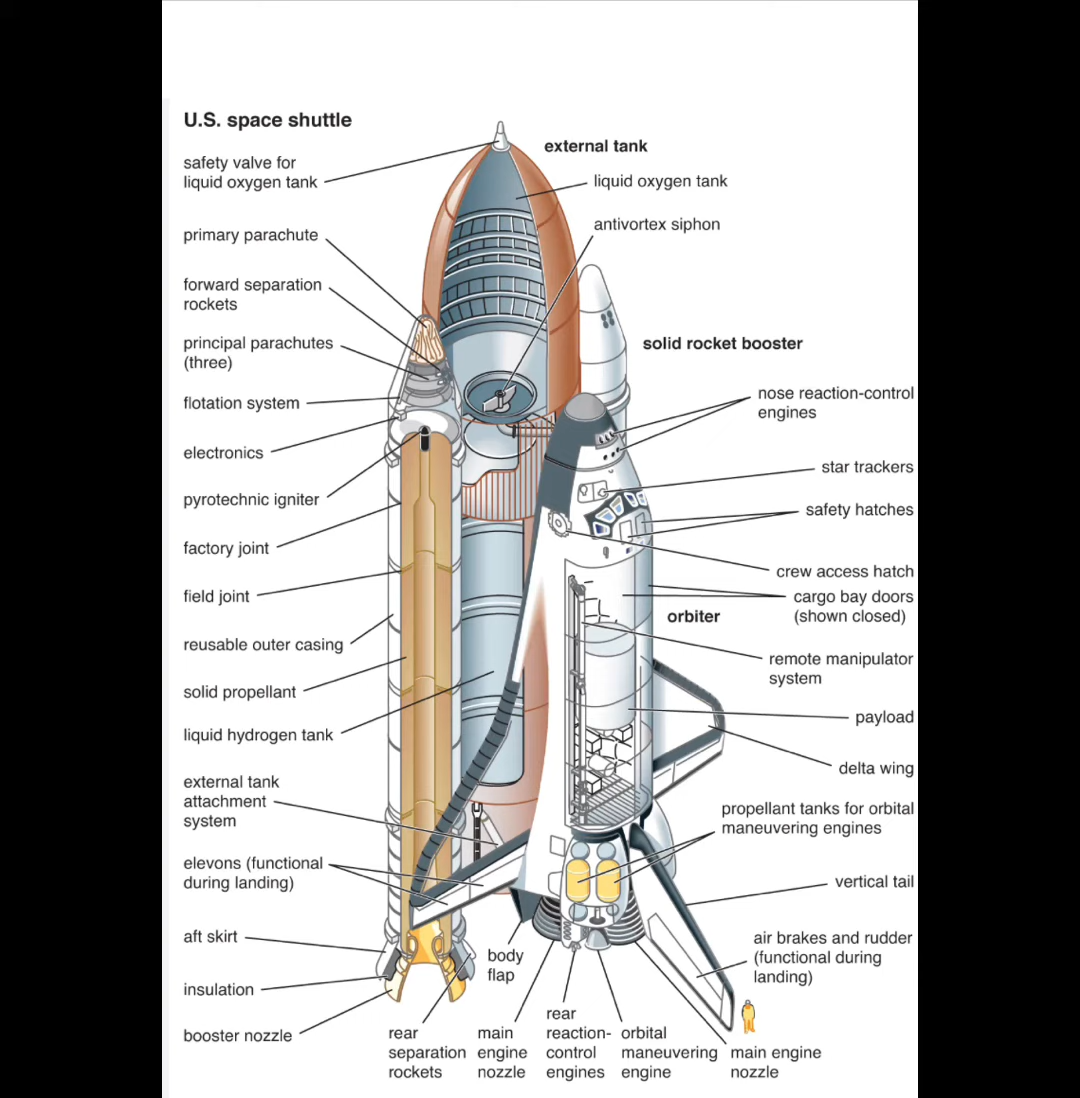 U.S. space shuttle
safety valve for
liquid oxygen tank
primary parachute
forward separation
rockets
principal parachutes
(three)
flotation system
electronics
pyrotechnic igniter
factory joint
field joint
reusable outer casing
solid propellant
liquid hydrogen tank
external tank
attachment
system
elevons (functional
during landing)
aft skirt
insulation
booster nozzle
external tank
liquid oxygen tank
antivortex siphon
solid rocket booster
nose reaction-control
engines
star trackers
safety hatches
crew access hatch
cargo bay doors
(shown closed)
orbiter
remote manipulator
system
payload
delta wing
propellant tanks for orbital
maneuvering engines
vertical tail
air brakes and rudder
(functional during
landing)
body
flap
rear
separation
rockets
main
engine
nozzle
rear
reaction-
control
engines
orbital
maneuvering
engine
main engine
nozzle